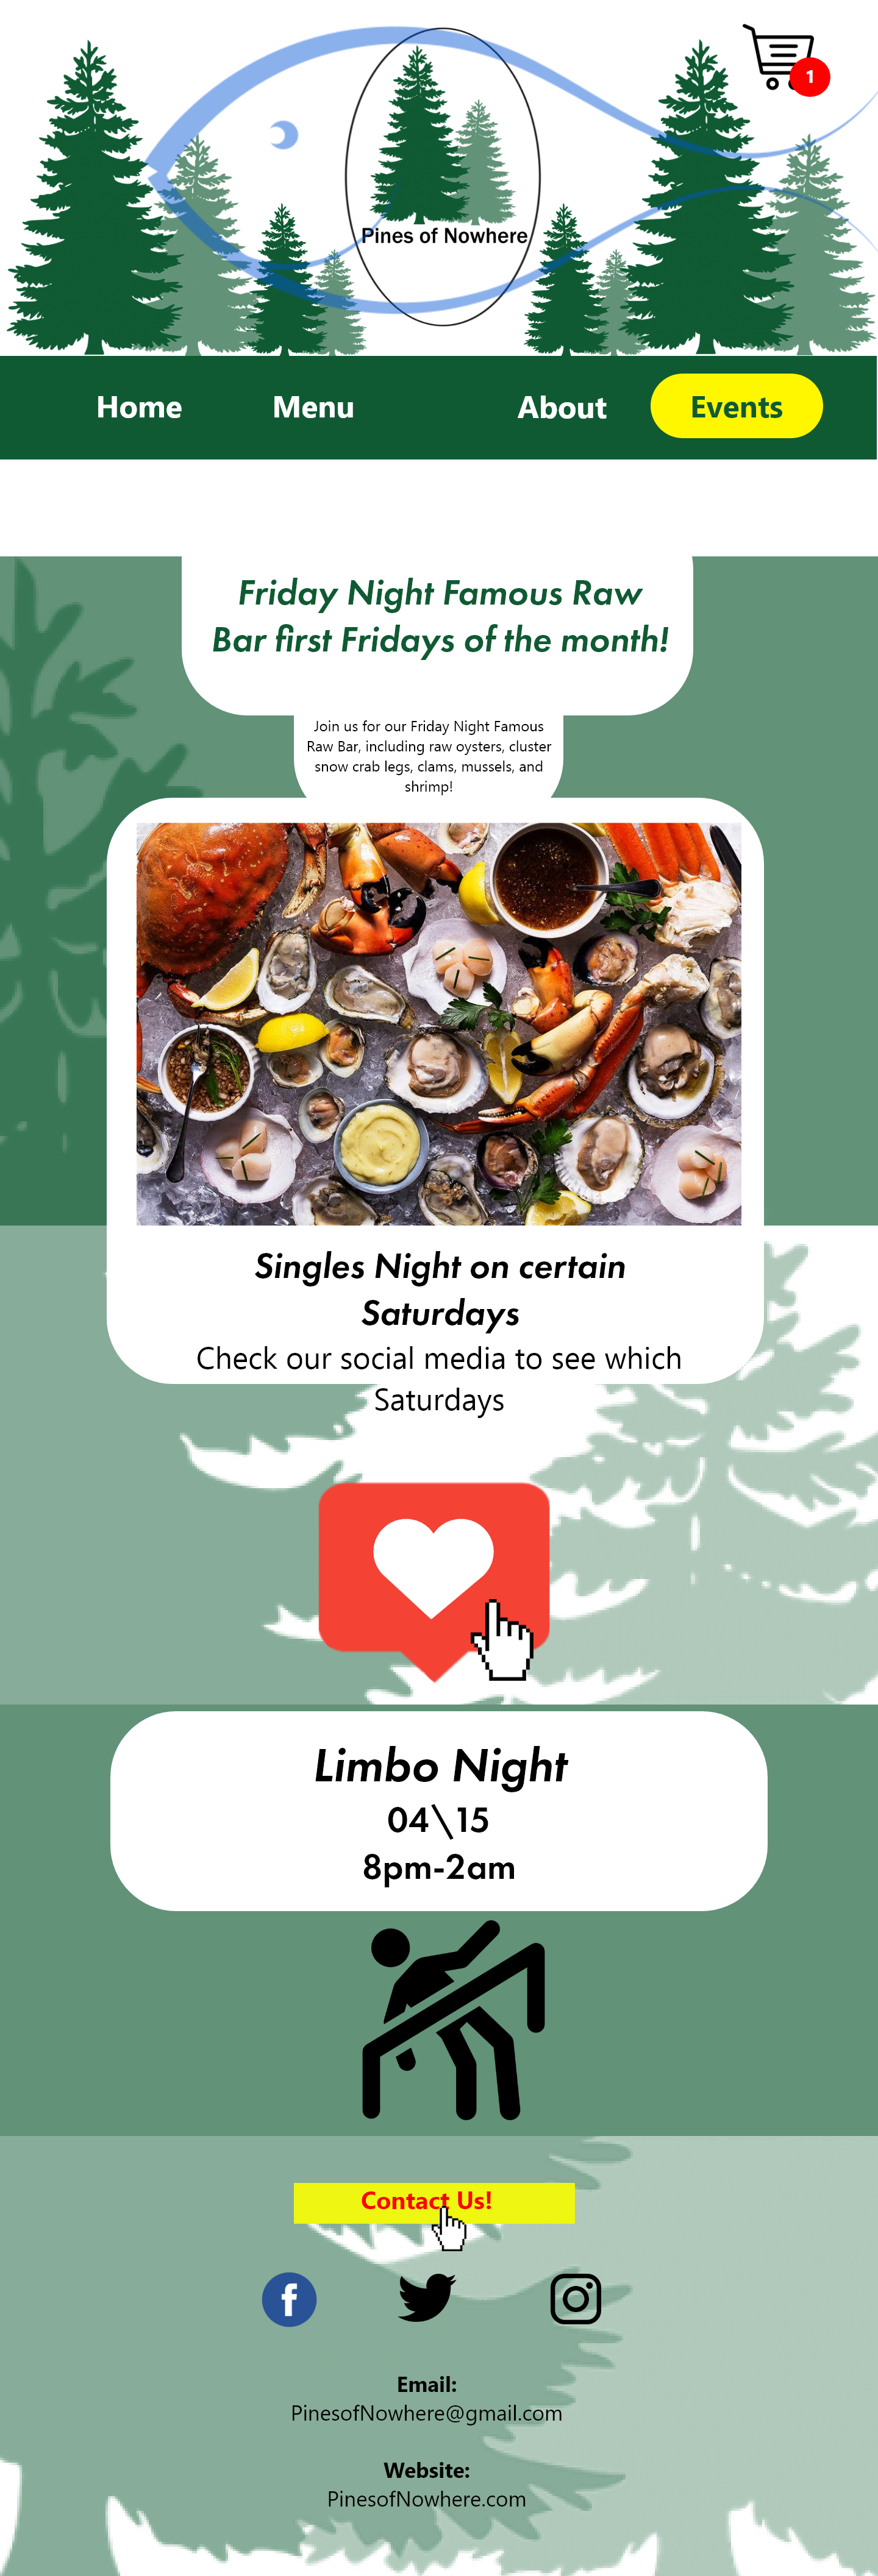 1
Pines of Nowhere
Home Menu About Events
Friday Night Famous Raw
Bar first Fridays of the month!
Join us for our Friday Night Famous
Raw Bar, including raw oysters, cluster
snow crab legs, clams, mussels, and
shrimp!
Singles Night on certain
Saturdays
Check our social media to see which
Saturdays
Limbo Night
04\15
8pm-2am
Contact Us!
Email:
PinesofNowhere@gmail.com
Website:
PinesofNowhere.com